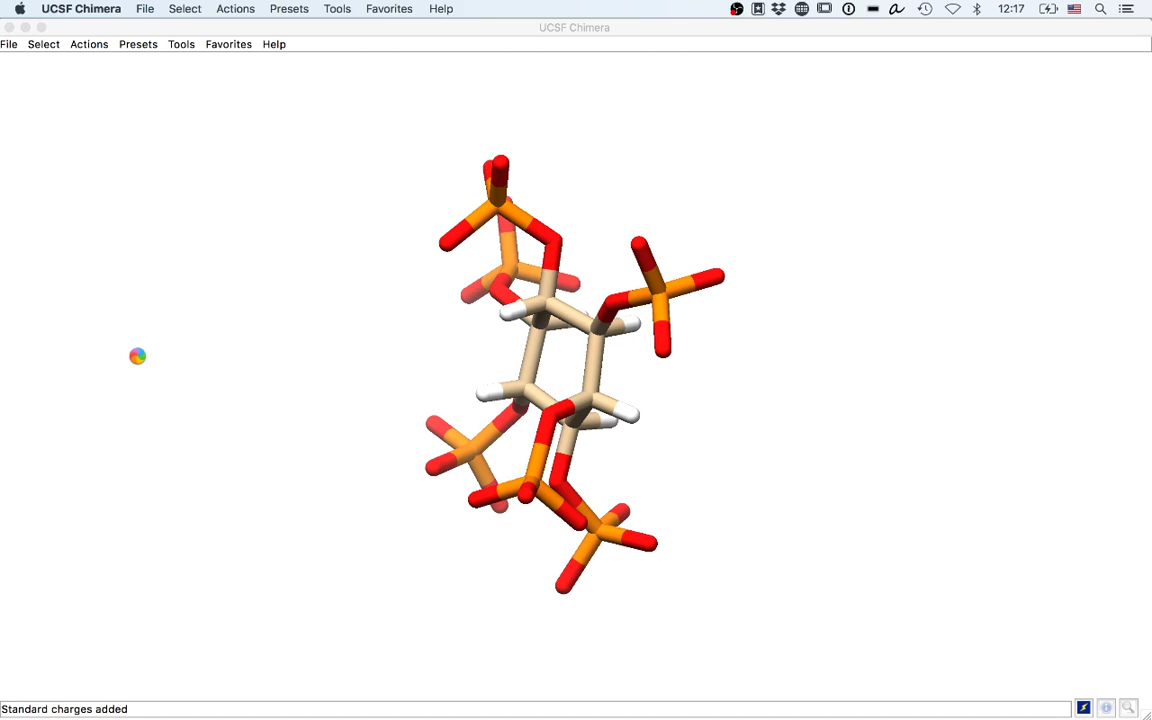 UCSF Chimera File Select Actions Presets Tools Favorites Help 12:17
UCSF Chimera
File Select Actions Presets Tools Favorites Help
Standard charges added